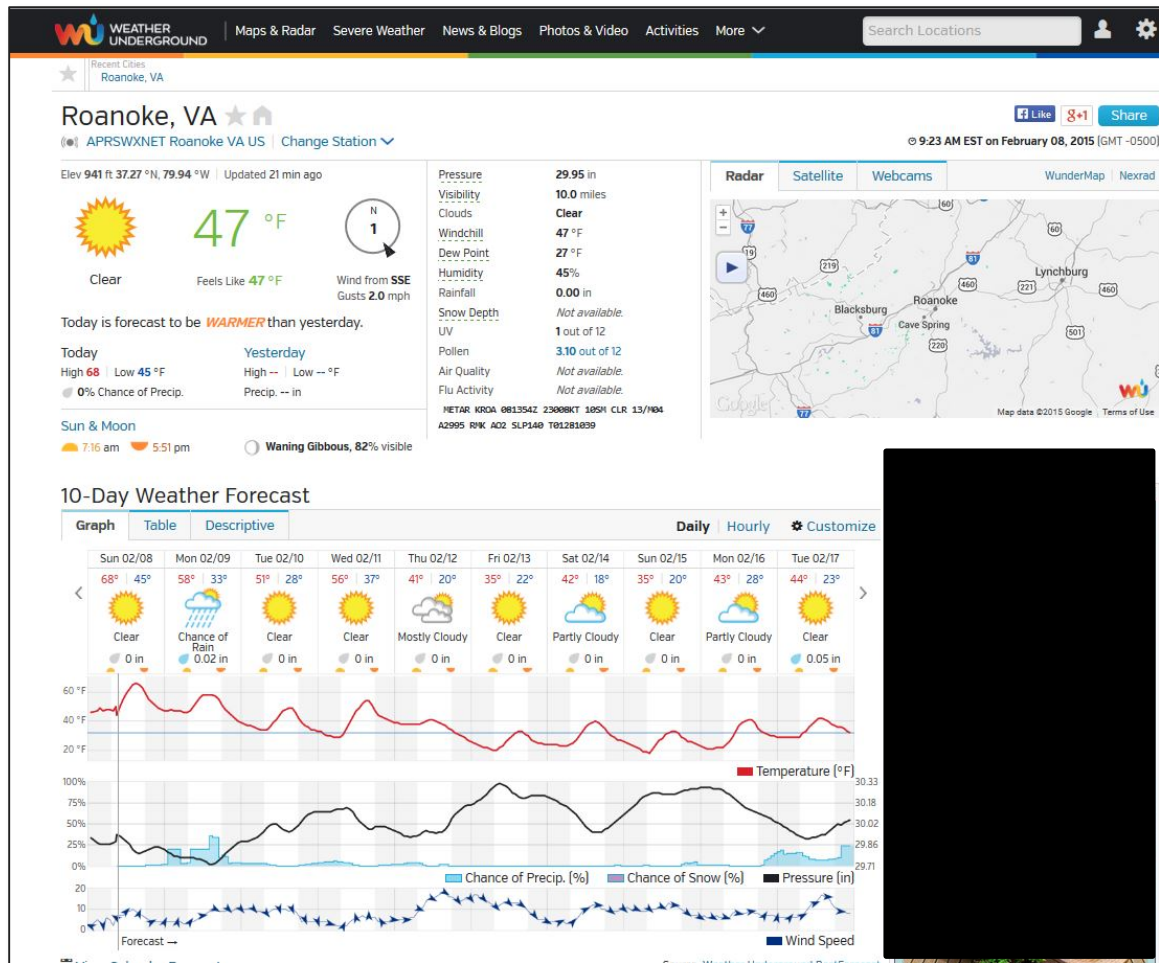 WEATHER UNDERGROUND Maps & Radar Severe Weather News & Blogs Photos & Video Activities More Search Locations
Recent Cities
Roanoke, VA
Roanoke, VA
Like g+1 Share
APRSWXNET Roanoke VA US Change Station
9:23 AM EST on February 08, 2015 (GMT -0500)
Elev 941 ft 37.27 °N, 79.94 °W Updated 21 min ago
47 °F
N
1
Clear
Feels Like 47 °F
Wind from SSE
Gusts 2.0 mph
Today is forecast to be WARMER than yesterday.
Today Yesterday
High 68 Low 45 °F High -- Low -- °F
0% Chance of Precip. Precip. -- in
Sun & Moon
7:16 am 5:51 pm Waning Gibbous, 82% visible
Pressure 29.95 in
Visibility 10.0 miles
Clouds Clear
Windchill 47 °F
Dew Point 27 °F
Humidity 45%
Rainfall 0.00 in
Snow Depth Not available.
UV 1 out of 12
Pollen 3.10 out of 12
Air Quality Not available.
Flu Activity Not available.
METAR KROA 081354Z 23008KT 10SM CLR 13/M04
A2995 RMK AO2 SLP140 T01281039
Radar Satellite Webcams WunderMap Nexrad
+
-
77
60
19
219
81
60
Lynchburg
460
460
221
460
Roanoke
Blacksburg
81
Cave Spring
220
501
77
Google
Map data ©2015 Google Terms of Use
10-Day Weather Forecast
Graph Table Descriptive Daily Hourly Customize
Sun 02/08 Mon 02/09 Tue 02/10 Wed 02/11 Thu 02/12 Fri 02/13 Sat 02/14 Sun 02/15 Mon 02/16 Tue 02/17
68° 45° 58° 33° 51° 28° 56° 37° 41° 20° 35° 22° 42° 18° 35° 20° 43° 28° 44° 23°
Clear Chance of Rain Clear Clear Mostly Cloudy Clear Partly Cloudy Clear Partly Cloudy Clear
0 in 0.02 in 0 in 0 in 0 in 0 in 0 in 0 in 0 in 0.05 in
60 °F
40 °F
20 °F
Temperature (°F)
100% 30.33
75% 30.18
50% 30.02
25% 29.86
0% 29.71
Chance of Precip. (%) Chance of Snow (%) Pressure (in)
20
10
0
Forecast →
Wind Speed